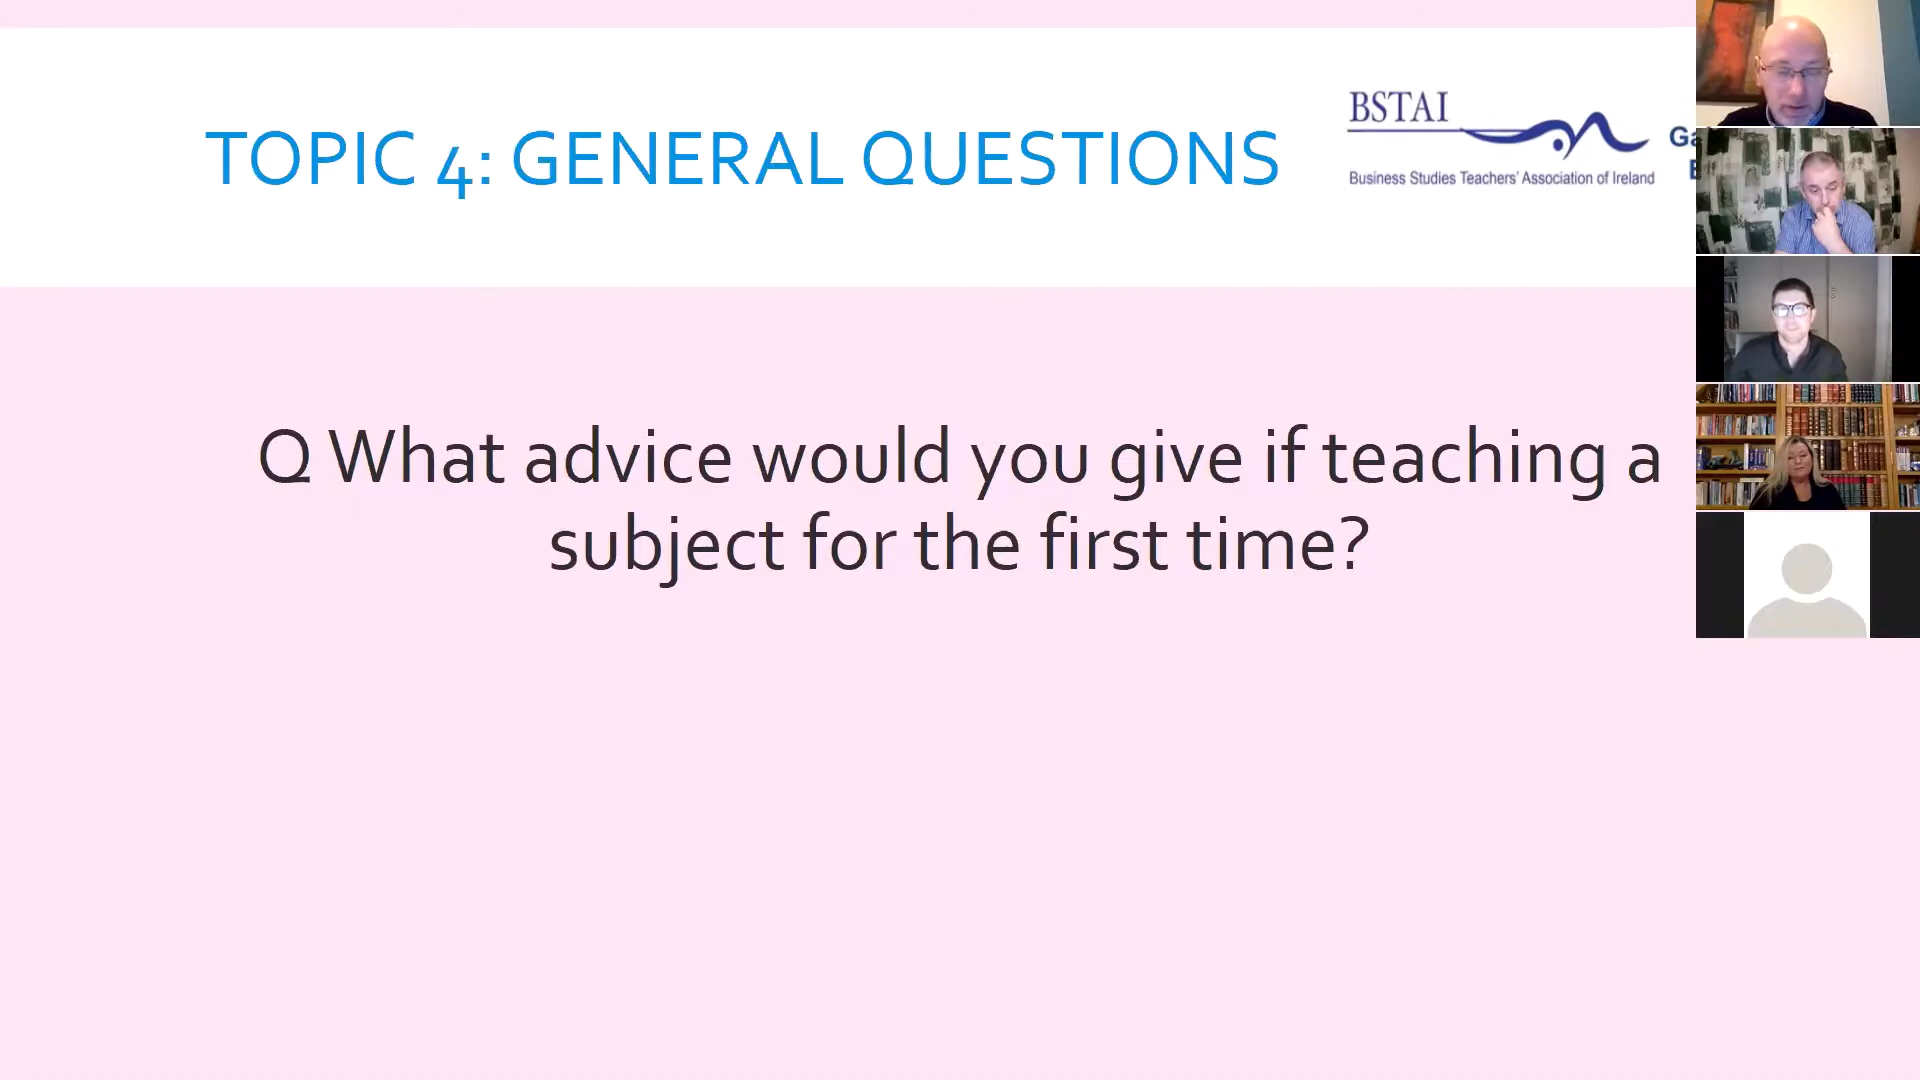 TOPIC 4: GENERAL QUESTIONS
BSTAI
Business Studies Teachers' Association of Ireland
Q What advice would you give if teaching a
subject for the first time?